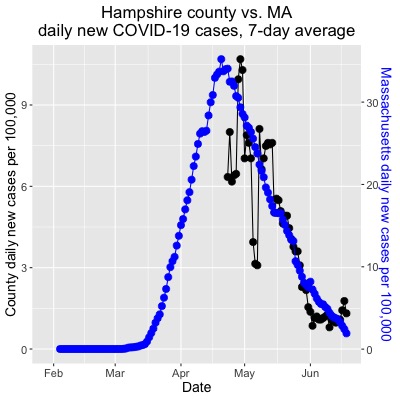 Hampshire county vs. MA
daily new COVID-19 cases, 7-day average
County daily new cases per 100,000
9
6
3
0
Massachusetts daily new cases per 100,000
30
20
10
0
Feb Mar Apr May Jun
Date